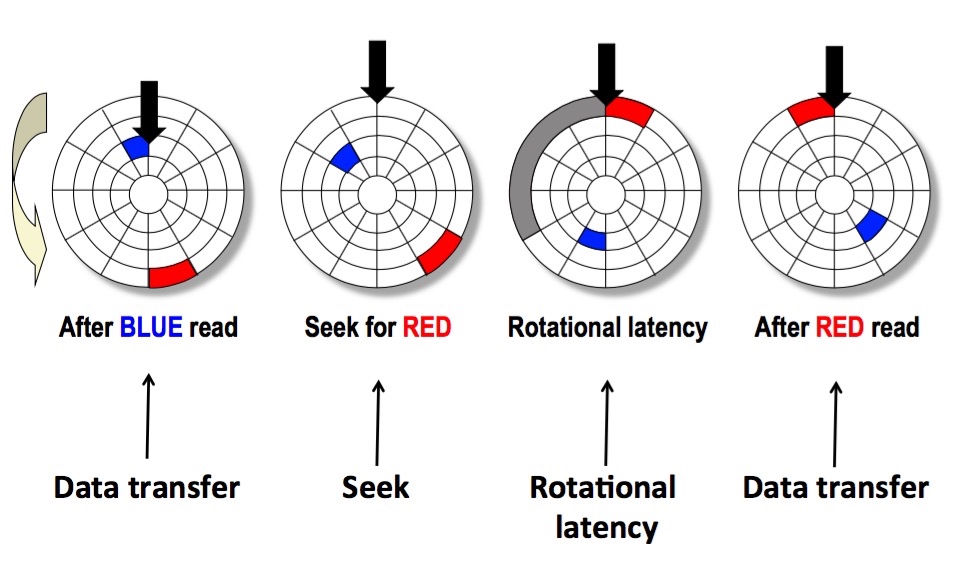 After BLUE read
Seek for RED
Rotational latency
After RED read
Data transfer
Seek
Rotational
latency
Data transfer